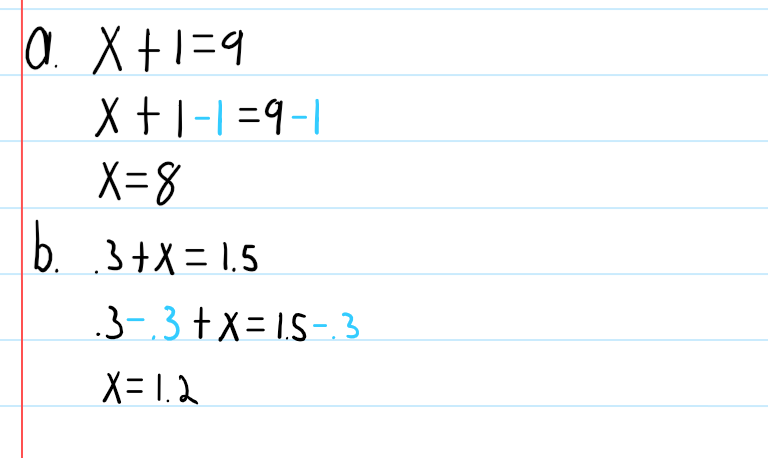 a. x+1=9
x+1-1=9-1
x=8
b. .3+x=1.5
.3-.3+x=1.5-.3
x=1.2